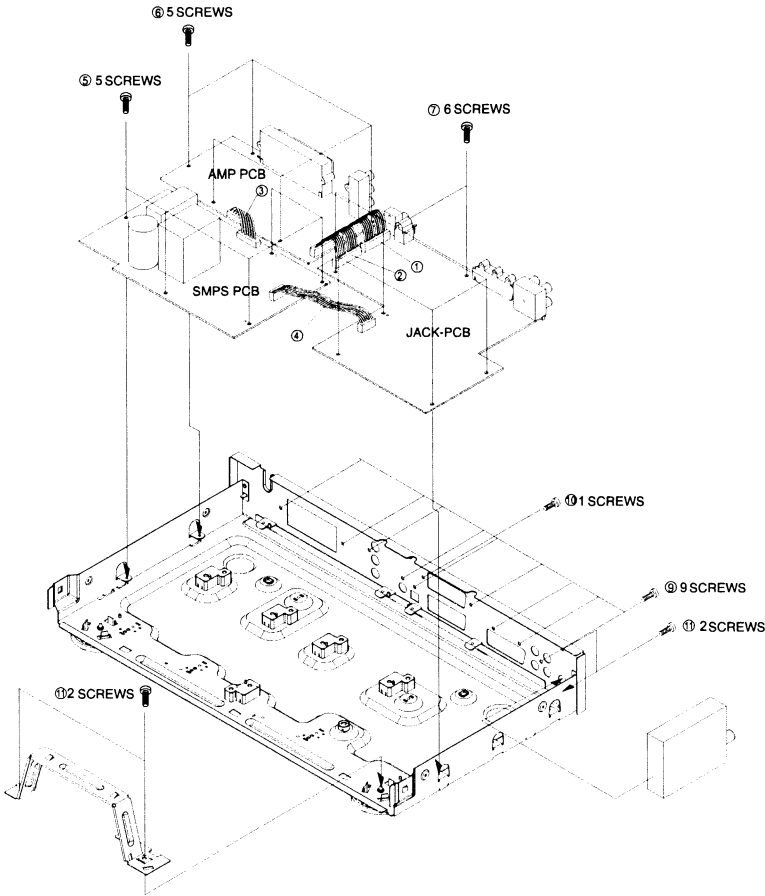 ⑥ 5 SCREWS
⑤ 5 SCREWS
⑦ 6 SCREWS
AMP PCB
③
①
②
SMPS PCB
④
JACK-PCB
⑩ 1 SCREWS
⑨ 9 SCREWS
⑪ 2 SCREWS
⑪ 2 SCREWS